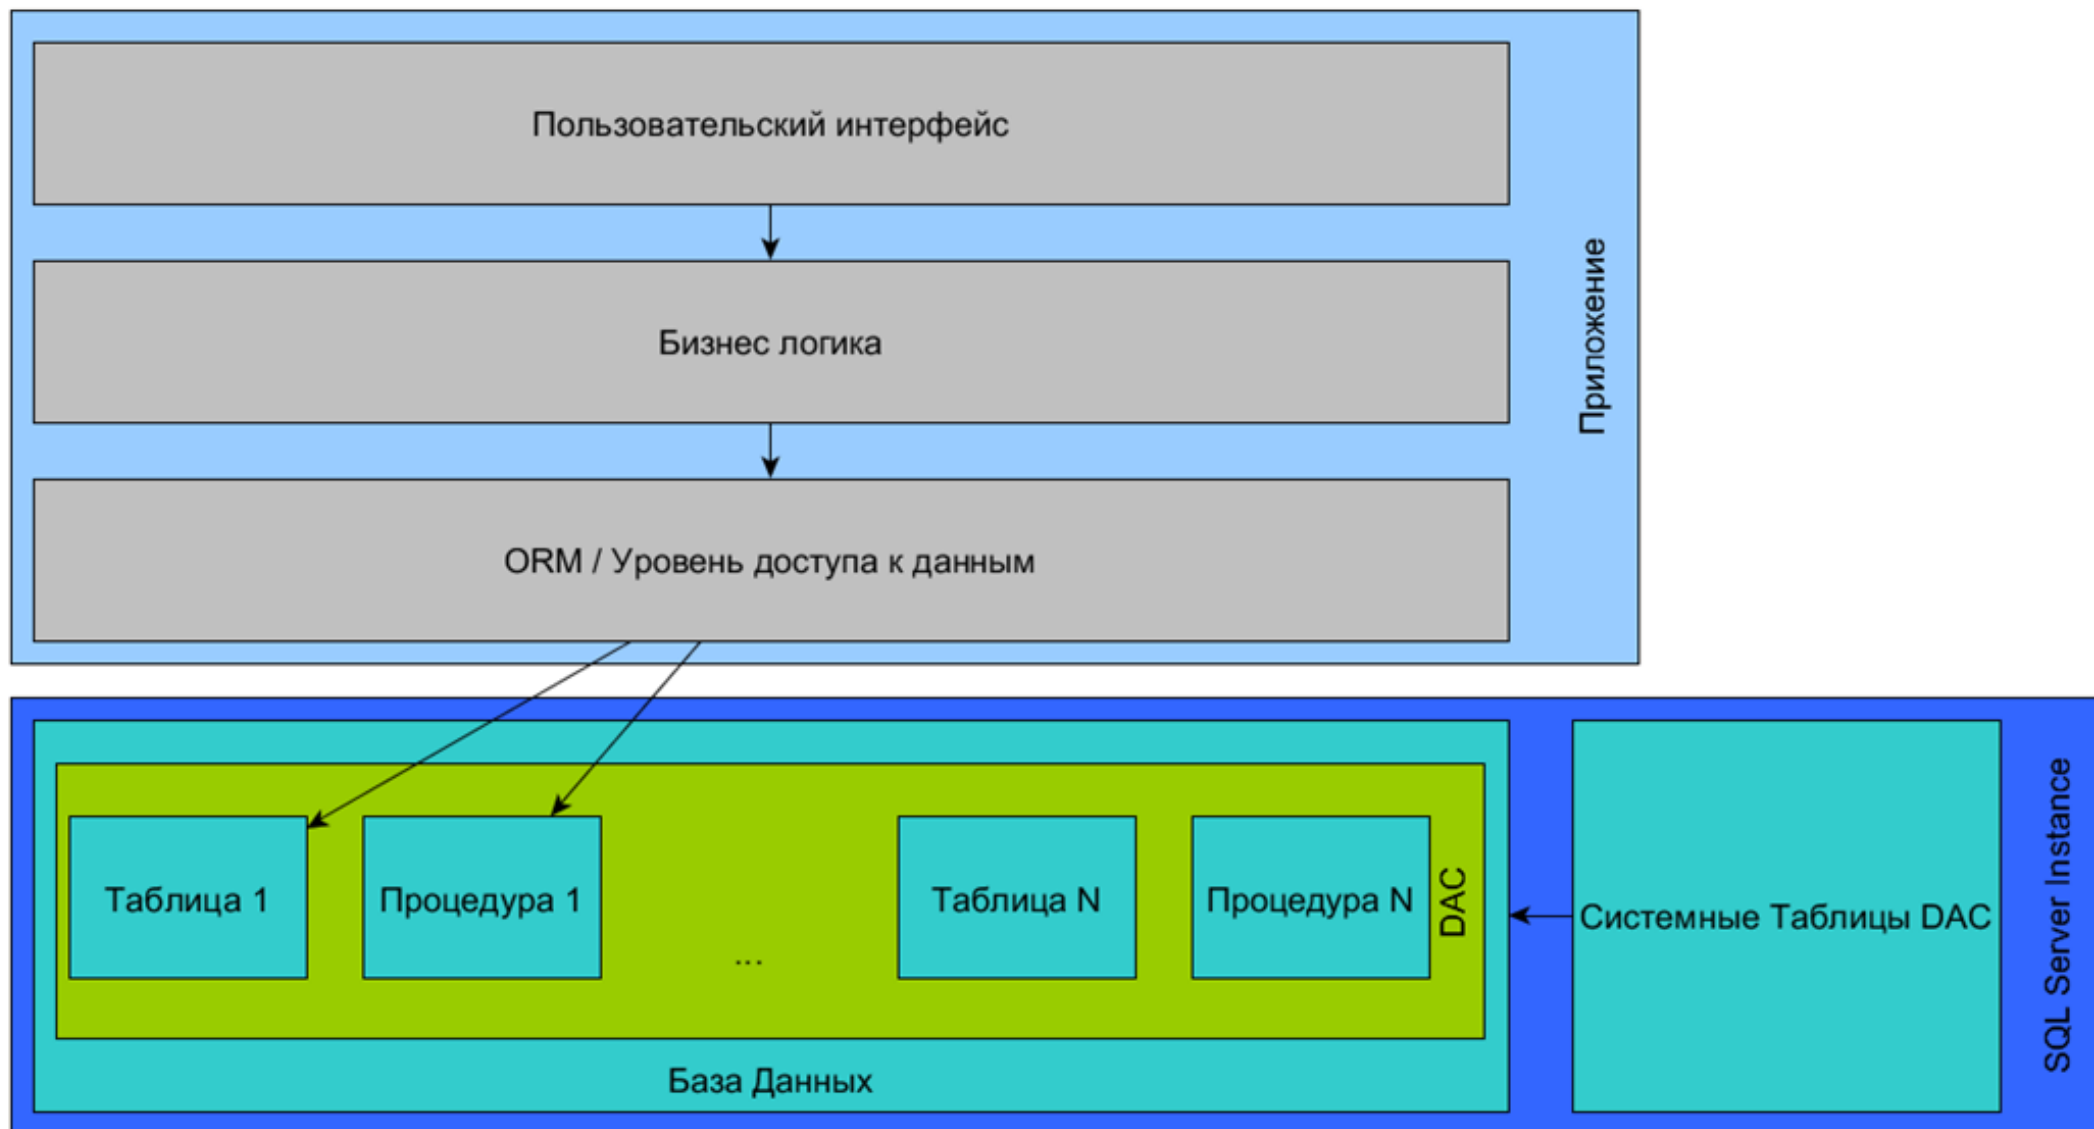 Пользовательский интерфейс
Бизнес логика
ORM / Уровень доступа к данным
Приложение
Таблица 1
Процедура 1
...
Таблица N
Процедура N
DAC
База Данных
Системные Таблицы DAC
SQL Server Instance